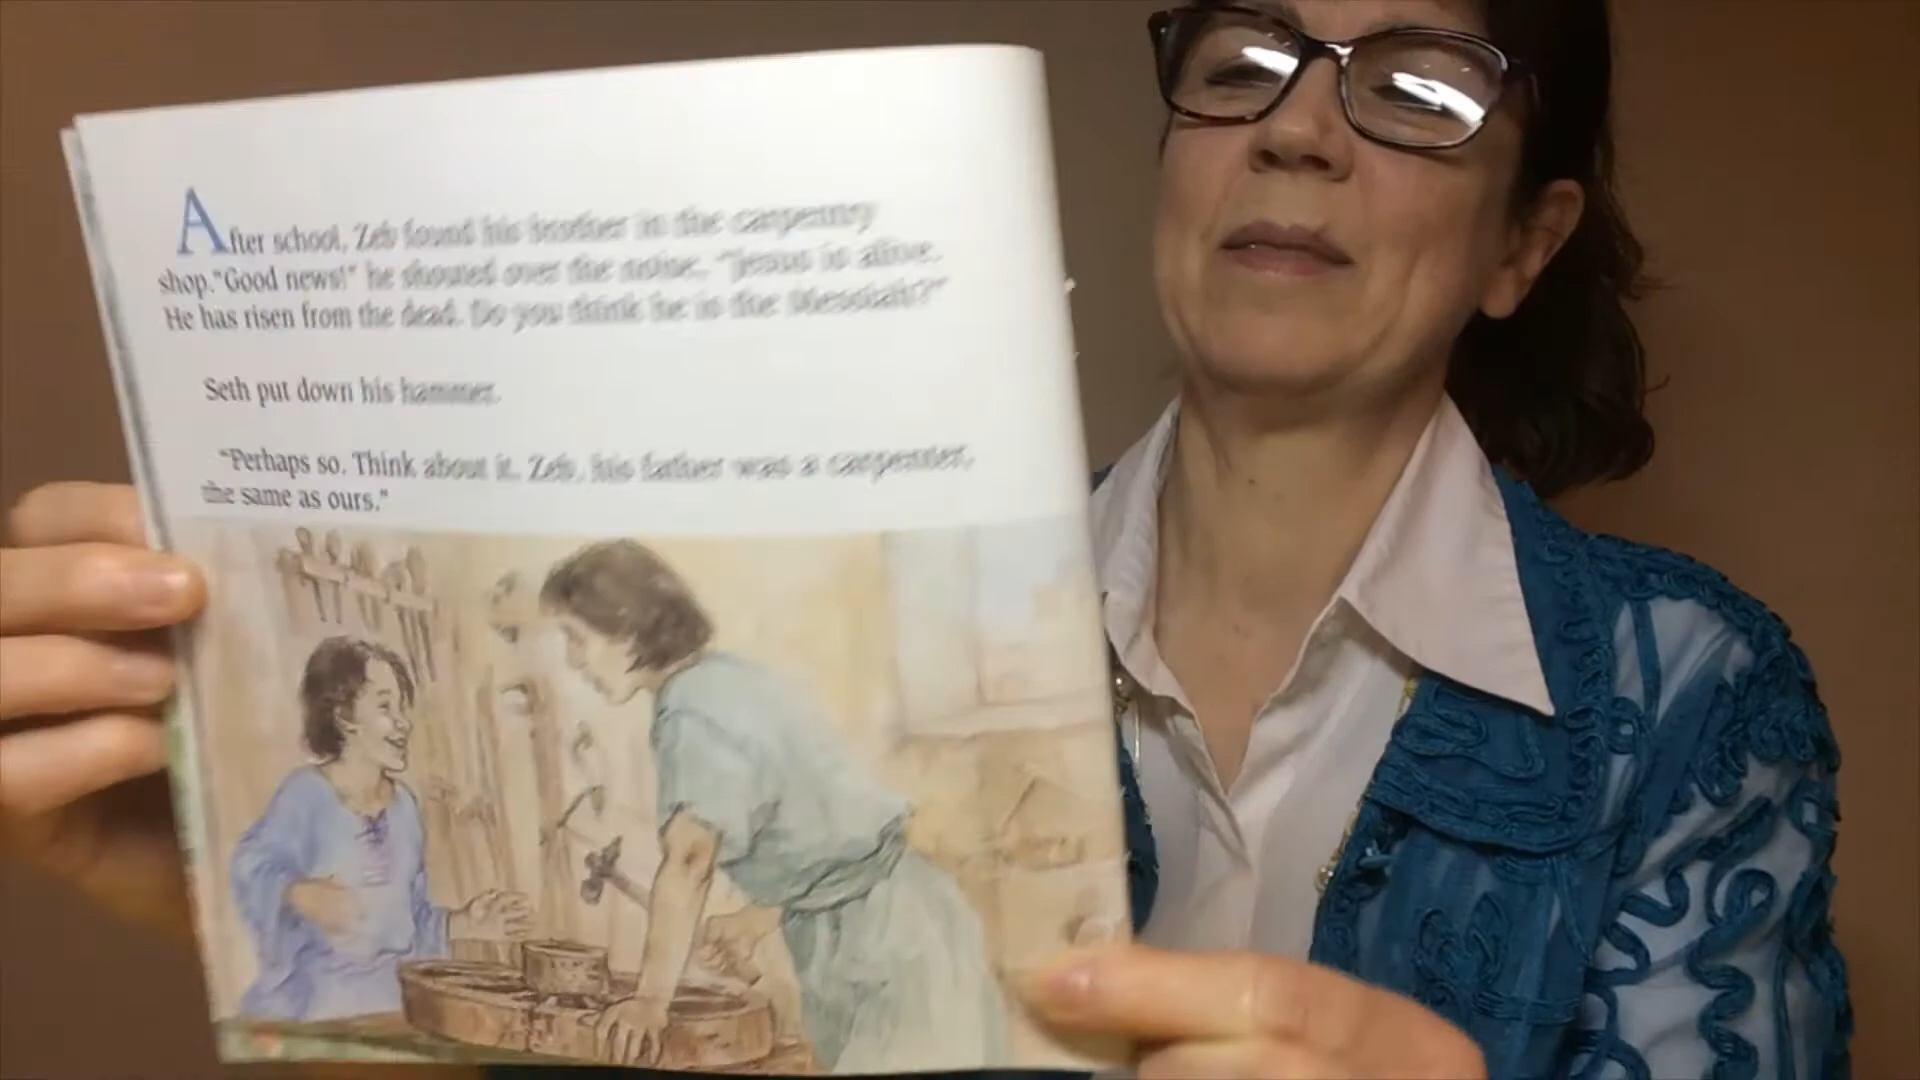 After school, Zeb found his brother in the carpentry
shop."Good news!" he shouted over the noise. "Jesus is alive.
He has risen from the dead. Do you think he is the Messiah?"
Seth put down his hammer.
"Perhaps so. Think about it, Zeb, his father was a carpenter,
the same as ours."